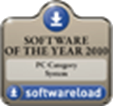 SOFTWARE
OF THE YEAR 2010
PC-Category
System
softwareload